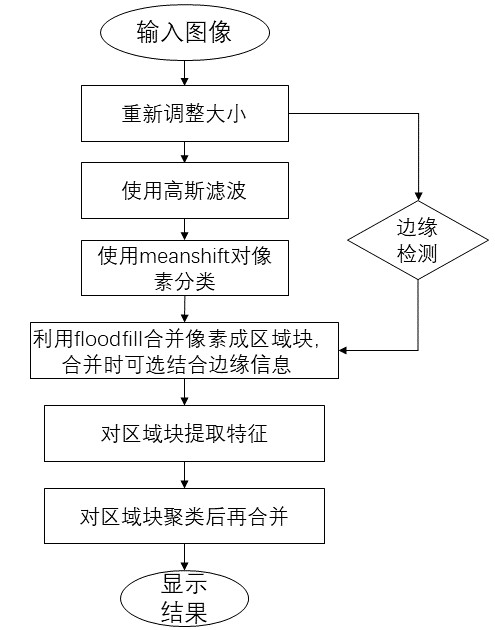 输入图像
重新调整大小
使用高斯滤波
边缘
检测
使用meanshift对像
素分类
利用floodfill合并像素成区域块，
合并时可选结合边缘信息
对区域块提取特征
对区域块聚类后再合并
显示
结果